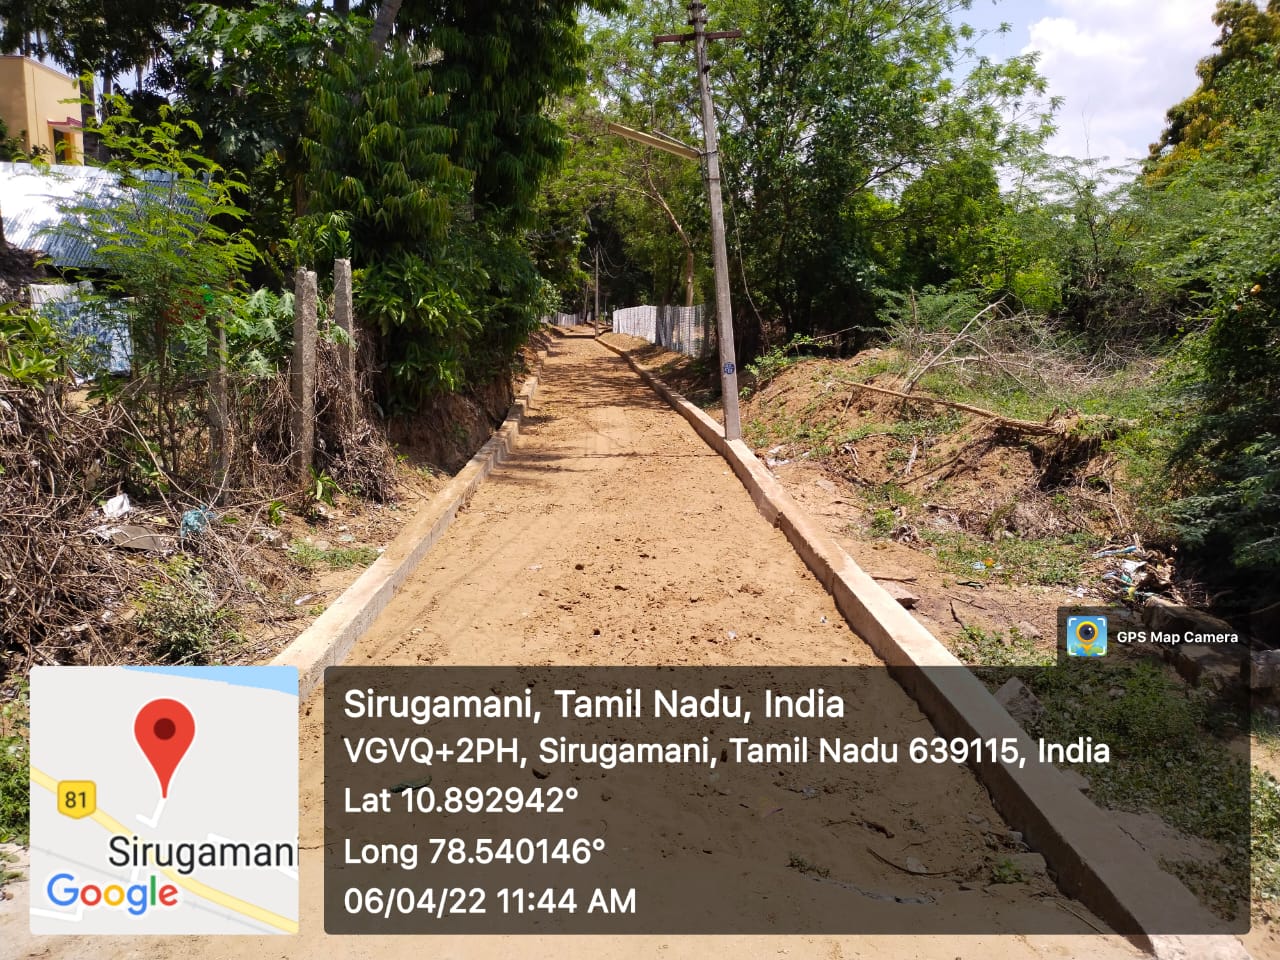 GPS Map Camera
Sirugamani, Tamil Nadu, India
VGVQ+2PH, Sirugamani, Tamil Nadu 639115, India
Lat 10.892942°
Long 78.540146°
06/04/22 11:44 AM
81
Sirugamani
Google